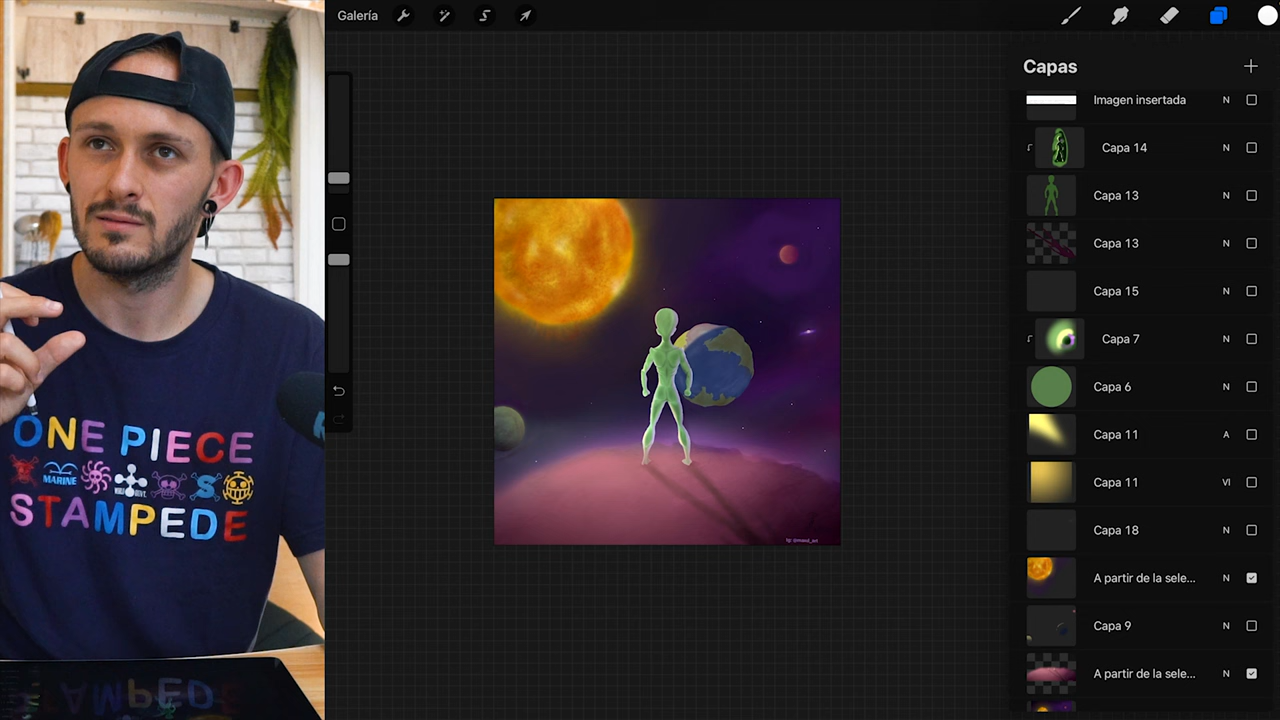 Galería
Capas
Imagen insertada N
Capa 14 N
Capa 13 N
Capa 13 N
Capa 15 N
Capa 7 N
Capa 6 N
Capa 11 A
Capa 11 VI
Capa 18 N
A partir de la sele... N
Capa 9 N
A partir de la sele... N
ONE PIECE
MARINE
S
STAMPEDE